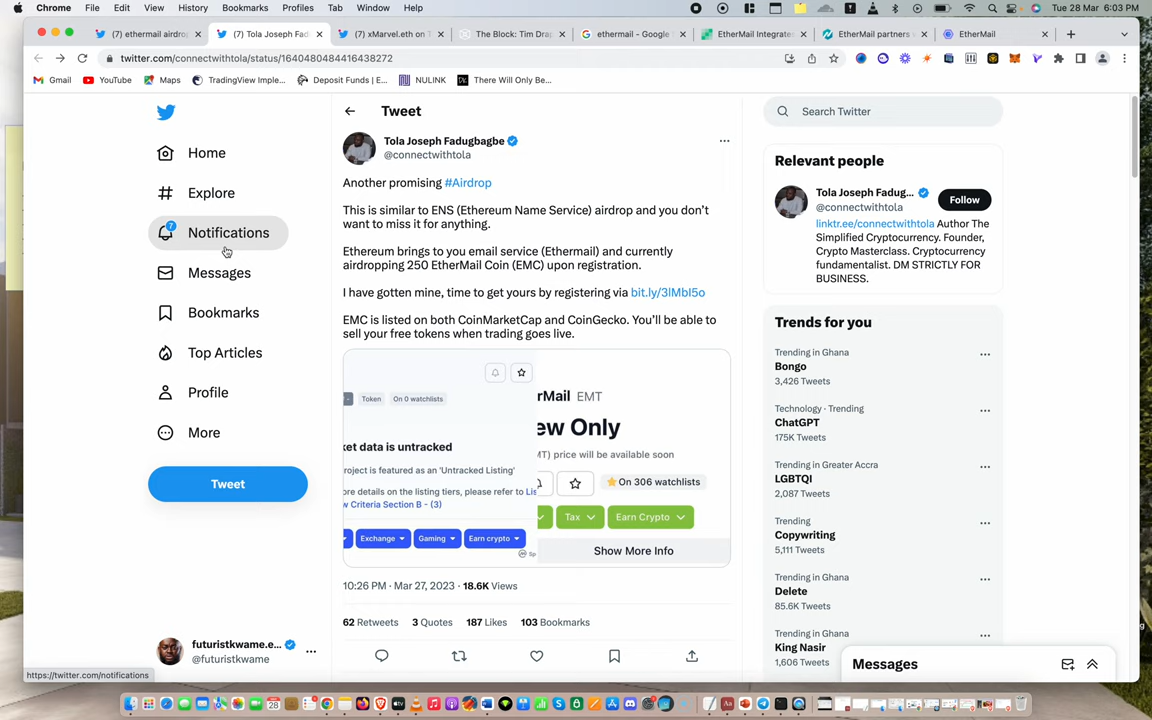 Chrome File Edit View History Bookmarks Profiles Tab Window Help
Tue 28 Mar 6:03 PM
ethermail airdrop
(7) Tola Joseph Fadug
(7) xMarvel.eth on T
The Block: Tim Drap
ethermail - Google
EtherMail Integrate
EtherMail partners
EtherMail
twitter.com/connectwithtola/status/1640480484416438272
Gmail YouTube Maps TradingView Imple... Deposit Funds | E... NULINK There Will Only Be...
Home
Explore
7
Notifications
Messages
Bookmarks
Top Articles
Profile
More
Tweet
futuristkwame.e...
@futuristkwame
https://twitter.com/notifications
Tweet
Tola Joseph Fadugbagbe
@connectwithtola
Another promising #Airdrop
This is similar to ENS (Ethereum Name Service) airdrop and you don't
want to miss it for anything.
Ethereum brings to you email service (Ethermail) and currently
airdropping 250 EtherMail Coin (EMC) upon registration.
I have gotten mine, time to get yours by registering via bit.ly/3lMbI5o
EMC is listed on both CoinMarketCap and CoinGecko. You'll be able to
sell your free tokens when trading goes live.
Token On 0 watchlists
ket data is untracked
roject is featured as an 'Untracked Listing'
ore details on the listing tiers, please refer to Lis
w Criteria Section B - (3)
Exchange Gaming Earn crypto
erMail EMT
ew Only
MT) price will be available soon
On 306 watchlists
Tax Earn Crypto
Show More Info
10:26 PM · Mar 27, 2023 · 18.6K Views
62 Retweets 3 Quotes 187 Likes 103 Bookmarks
Search Twitter
Relevant people
Tola Joseph Fadug...
@connectwithtola
Follow
linktr.ee/connectwithtola Author The
Simplified Cryptocurrency. Founder,
Crypto Masterclass. Cryptocurrency
fundamentalist. DM STRICTLY FOR
BUSINESS.
Trends for you
Trending in Ghana
Bongo
3,426 Tweets
Technology · Trending
ChatGPT
175K Tweets
Trending in Greater Accra
LGBTQI
2,087 Tweets
Trending
Copywriting
5,111 Tweets
Trending in Ghana
Delete
85.6K Tweets
Trending in Ghana
King Nasir
1,606 Tweets
Messages